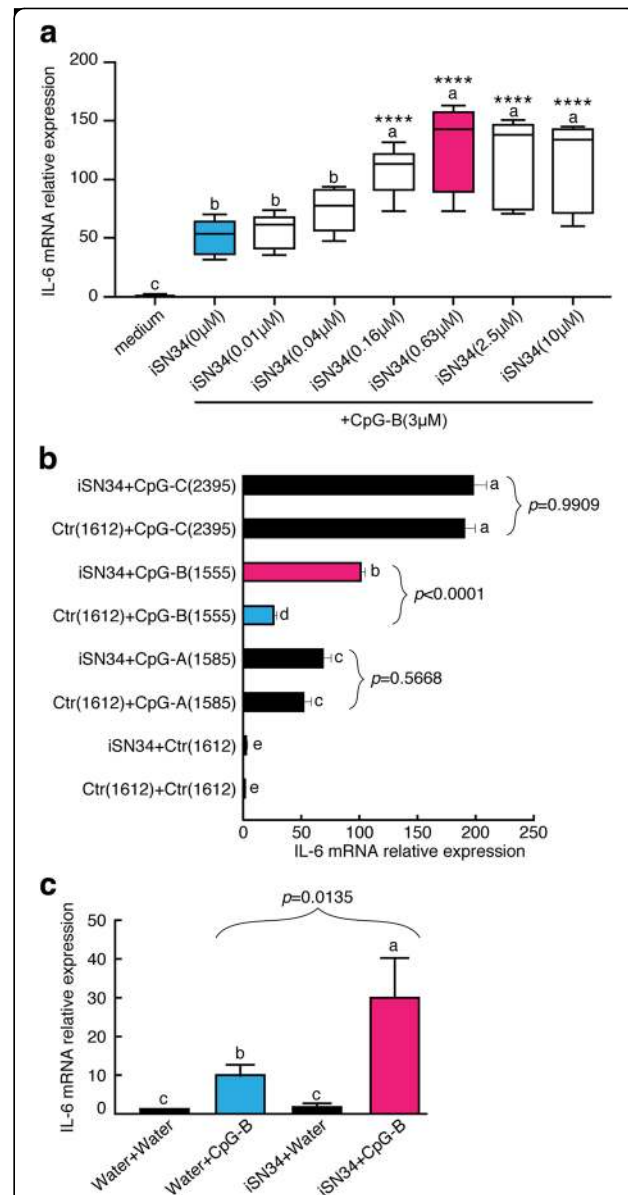 a
IL-6 mRNA relative expression
200
150
100
50
0
c
b
b
b
****
a
****
a
****
a
****
a
medium
iSN34(0μM)
iSN34(0.01μM)
iSN34(0.04μM)
iSN34(0.16μM)
iSN34(0.63μM)
iSN34(2.5μM)
iSN34(10μM)
+CpG-B(3μM)
b
iSN34+CpG-C(2395)
a
p=0.9909
Ctr(1612)+CpG-C(2395)
a
iSN34+CpG-B(1555)
b
p<0.0001
Ctr(1612)+CpG-B(1555)
d
iSN34+CpG-A(1585)
c
p=0.5668
Ctr(1612)+CpG-A(1585)
c
iSN34+Ctr(1612)
e
Ctr(1612)+Ctr(1612)
e
0 50 100 150 200 250
IL-6 mRNA relative expression
c
p=0.0135
IL-6 mRNA relative expression
50
40
30
20
10
0
c
b
c
a
Water+Water
Water+CpG-B
iSN34+Water
iSN34+CpG-B